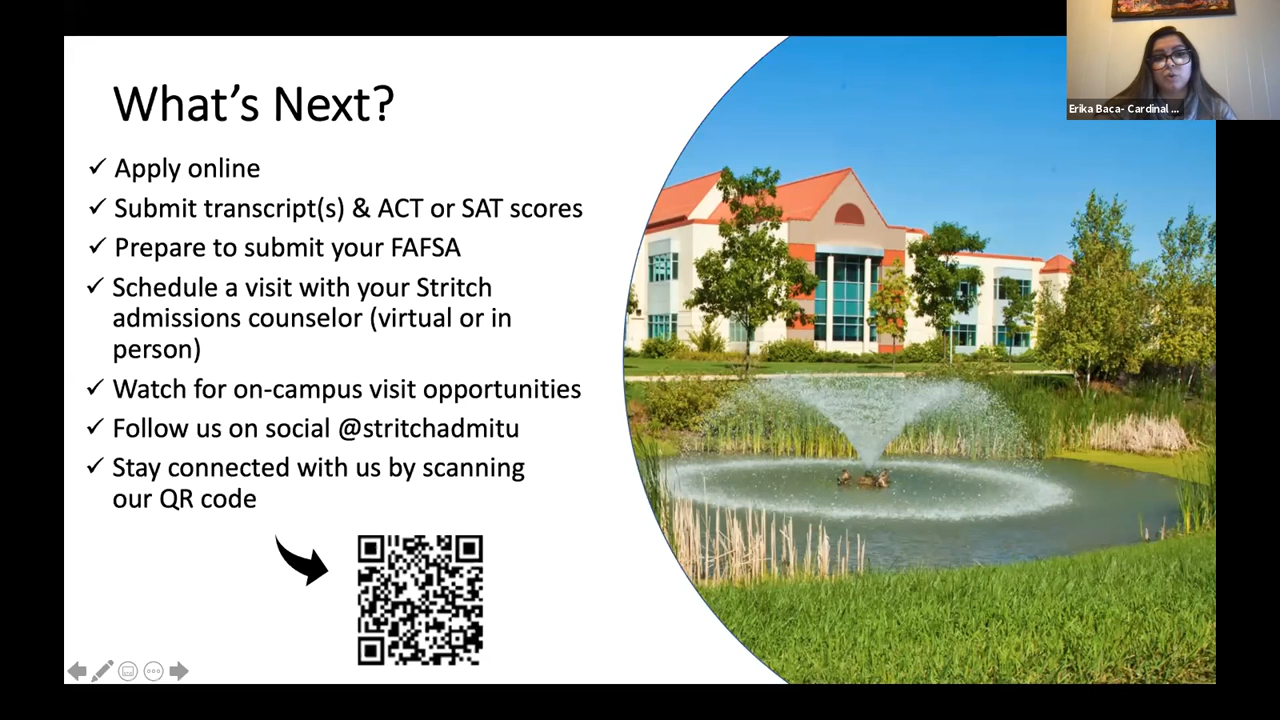 Erika Baca- Cardinal ...
What's Next?
✓ Apply online
✓ Submit transcript(s) & ACT or SAT scores
✓ Prepare to submit your FAFSA
✓ Schedule a visit with your Stritch
admissions counselor (virtual or in
person)
✓ Watch for on-campus visit opportunities
✓ Follow us on social @stritchadmitu
✓ Stay connected with us by scanning
our QR code